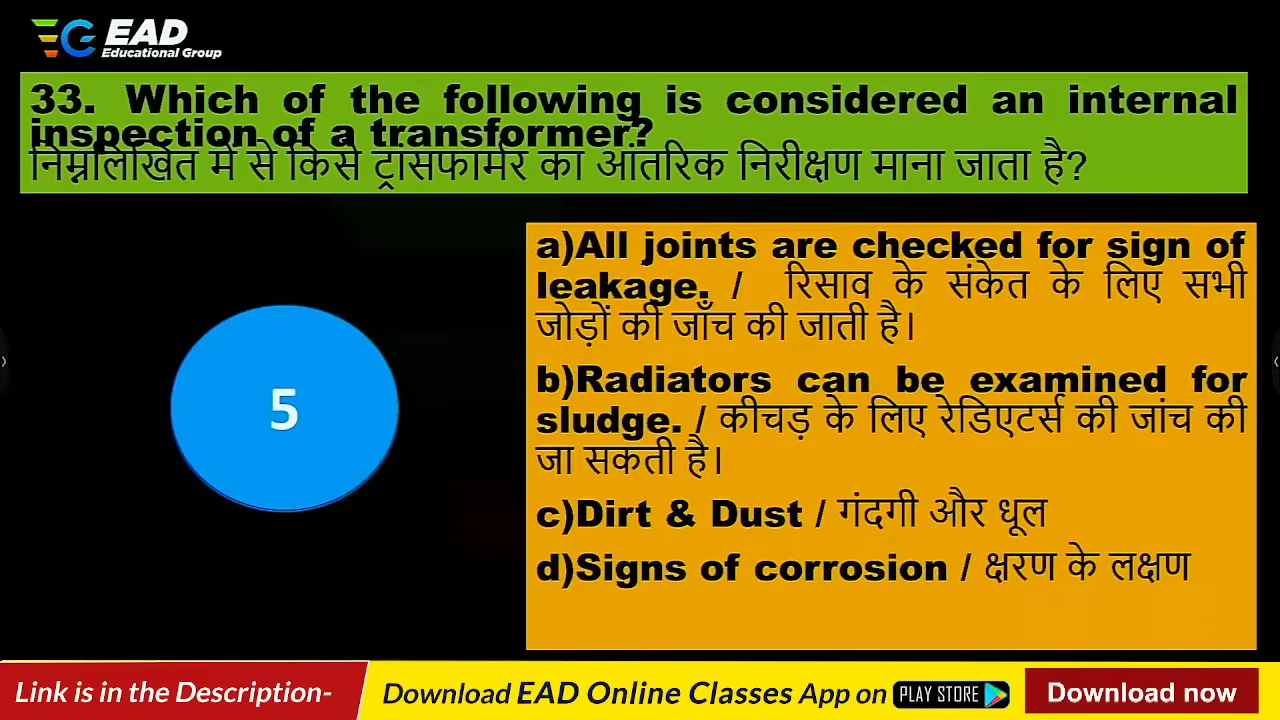 EAD
Educational Group
33. Which of the following is considered an internal
inspection of a transformer?
निम्नलिखित में से किसे ट्रांसफार्मर का आंतरिक निरीक्षण माना जाता है?
a)All joints are checked for sign of
leakage. / रिसाव के संकेत के लिए सभी
जोड़ों की जाँच की जाती है।
b)Radiators can be examined for
sludge. / कीचड़ के लिए रेडिएटर्स की जांच की
जा सकती है।
c)Dirt & Dust / गंदगी और धूल
d)Signs of corrosion / क्षरण के लक्षण
5
Link is in the Description-
Download EAD Online Classes App on PLAY STORE
Download now